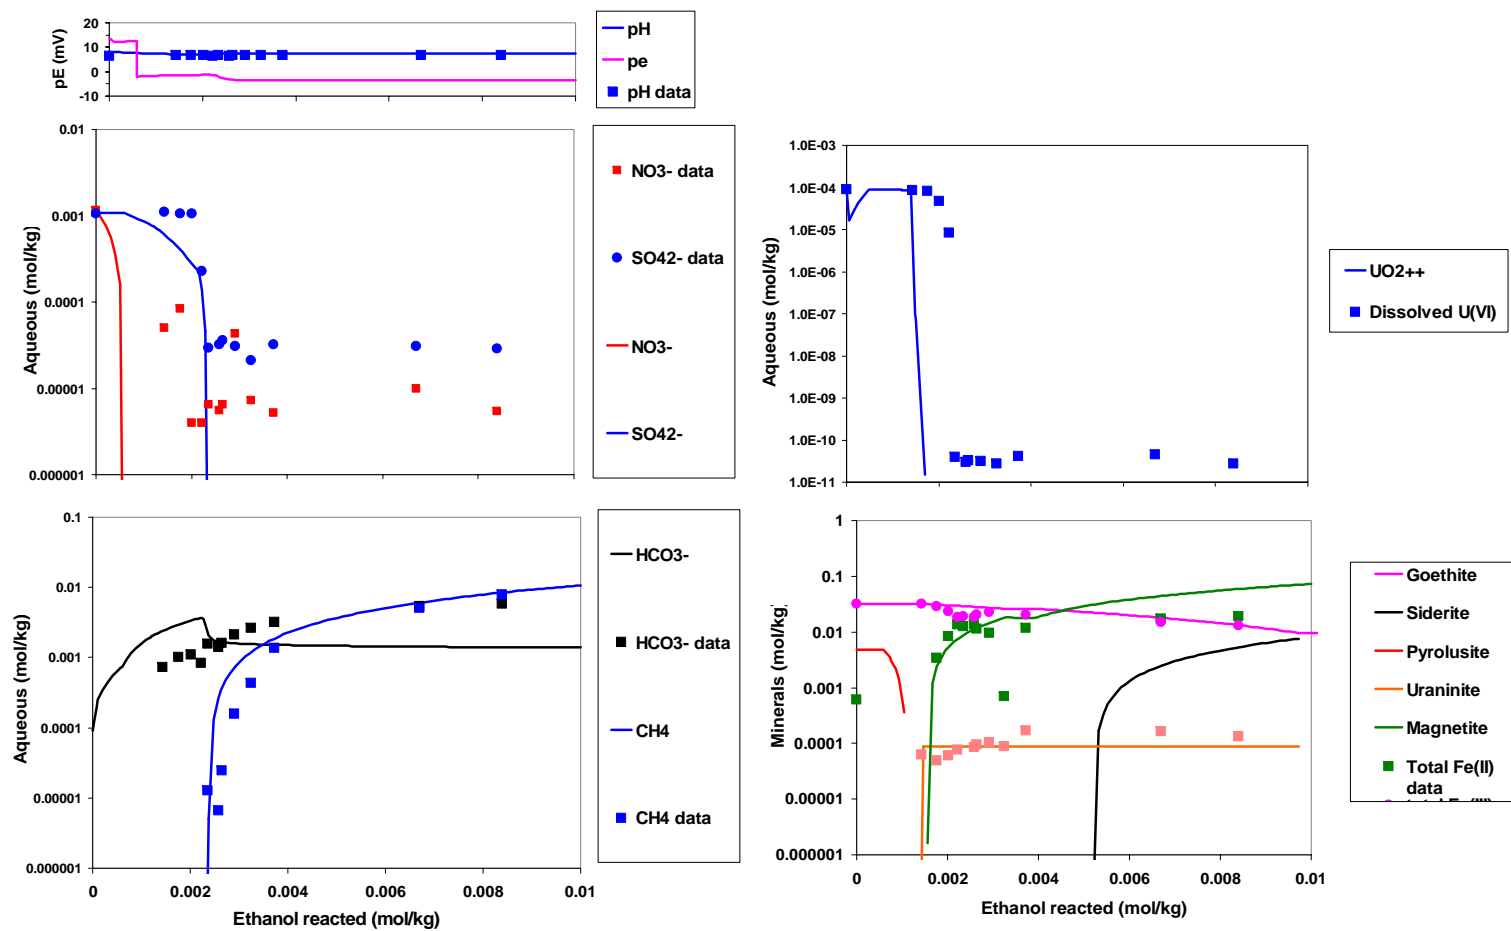 20
10
0
-10
pE (mV)
pH
pe
pH data
0.01
0.001
0.0001
0.00001
0.000001
Aqueous (mol/kg)
NO3- data
SO42- data
NO3-
SO42-
1.0E-03
1.0E-04
1.0E-05
1.0E-06
1.0E-07
1.0E-08
1.0E-09
1.0E-10
1.0E-11
Aqueous (mol/kg)
UO2++
Dissolved U(VI)
0.1
0.01
0.001
0.0001
0.00001
0.000001
Aqueous (mol/kg)
0 0.002 0.004 0.006 0.008 0.01
Ethanol reacted (mol/kg)
HCO3-
HCO3- data
CH4
CH4 data
1
0.1
0.01
0.001
0.0001
0.00001
0.000001
Minerals (mol/kg)
0 0.002 0.004 0.006 0.008 0.01
Ethanol reacted (mol/kg)
Goethite
Siderite
Pyrolusite
Uraninite
Magnetite
Total Fe(II)
data